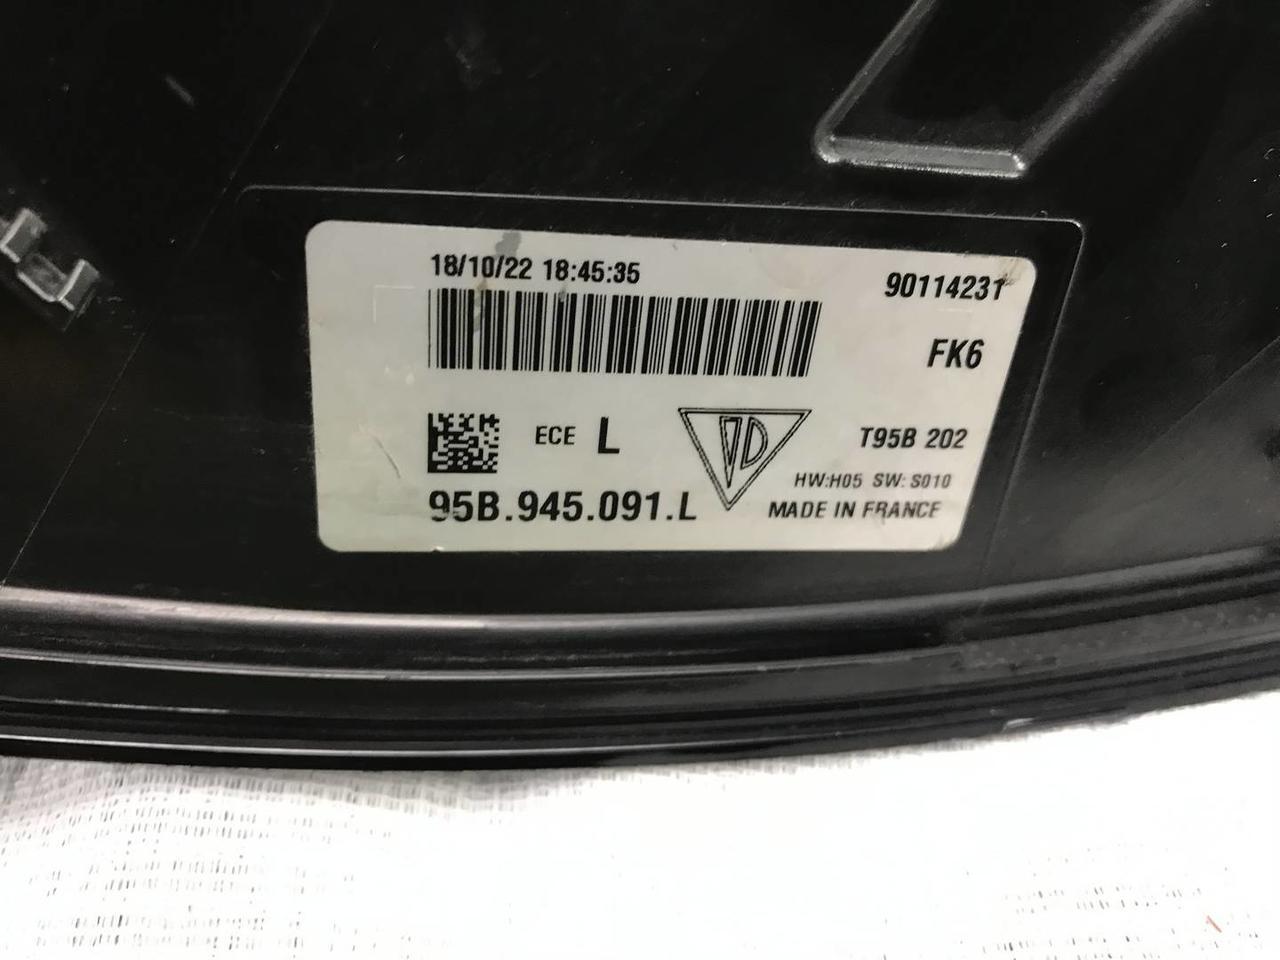 18/10/22 18:45:35
90114231
FK6
ECE L
T95B 202
HW:H05 SW:S010
95B.945.091.L
MADE IN FRANCE